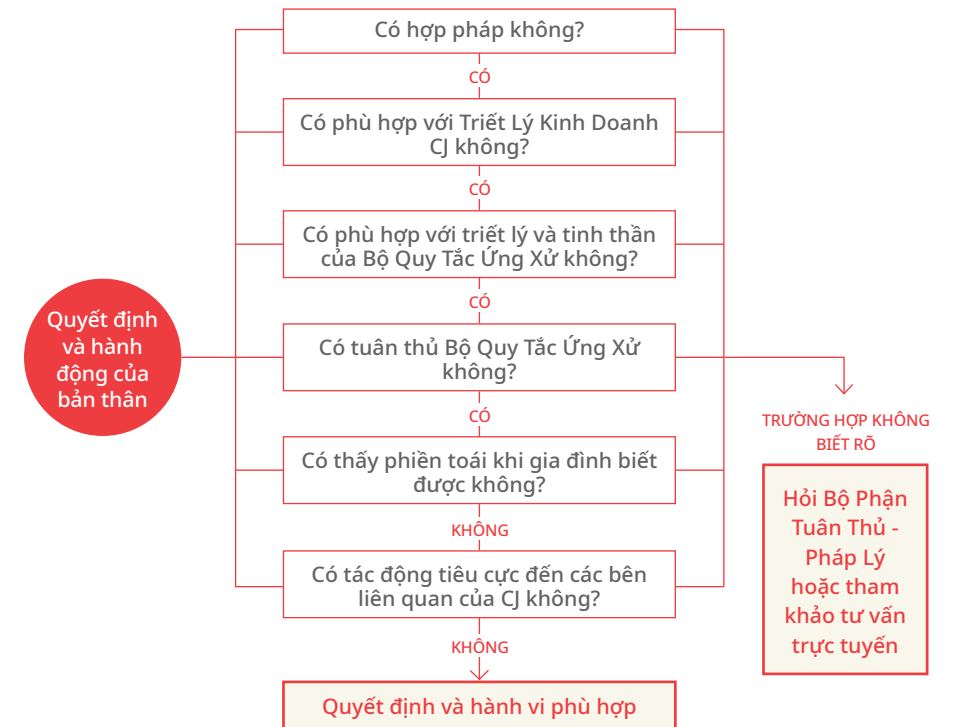 Có hợp pháp không?
CÓ
Có phù hợp với Triết Lý Kinh Doanh
CJ không?
CÓ
Có phù hợp với triết lý và tinh thần
của Bộ Quy Tắc Ứng Xử không?
CÓ
Quyết định
và hành
động của
bản thân
Có tuân thủ Bộ Quy Tắc Ứng Xử
không?
CÓ
Có thấy phiền toái khi gia đình biết
được không?
KHÔNG
Có tác động tiêu cực đến các bên
liên quan của CJ không?
KHÔNG
Quyết định và hành vi phù hợp
TRƯỜNG HỢP KHÔNG
BIẾT RÕ
Hỏi Bộ Phận
Tuân Thủ -
Pháp Lý
hoặc tham
khảo tư vấn
trực tuyến